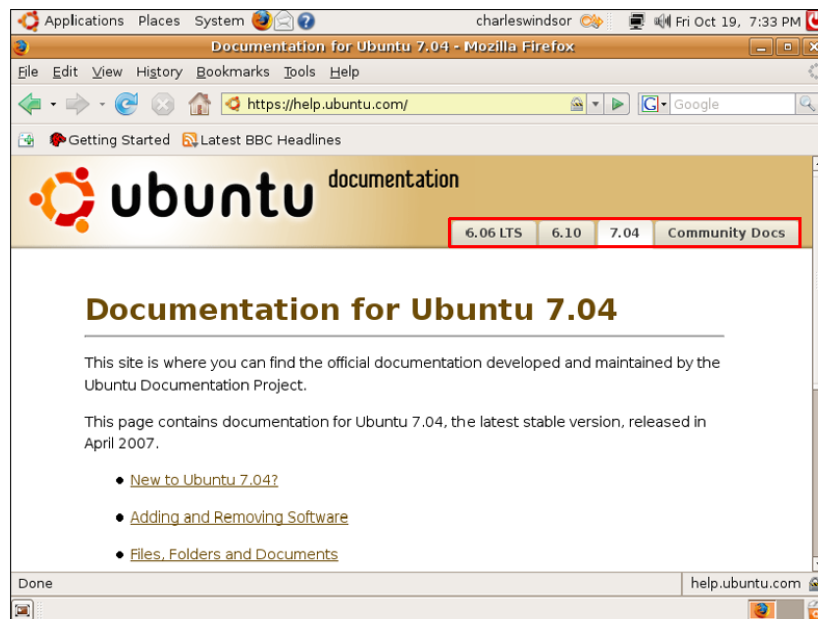 Applications Places System charleswindsor Fri Oct 19, 7:33 PM
Documentation for Ubuntu 7.04 - Mozilla Firefox
File Edit View History Bookmarks Tools Help
https://help.ubuntu.com/ G Google
Getting Started Latest BBC Headlines
ubuntu documentation
6.06 LTS 6.10 7.04 Community Docs
Documentation for Ubuntu 7.04
This site is where you can find the official documentation developed and maintained by the
Ubuntu Documentation Project.
This page contains documentation for Ubuntu 7.04, the latest stable version, released in
April 2007.
New to Ubuntu 7.04?
Adding and Removing Software
Files, Folders and Documents
Done help.ubuntu.com